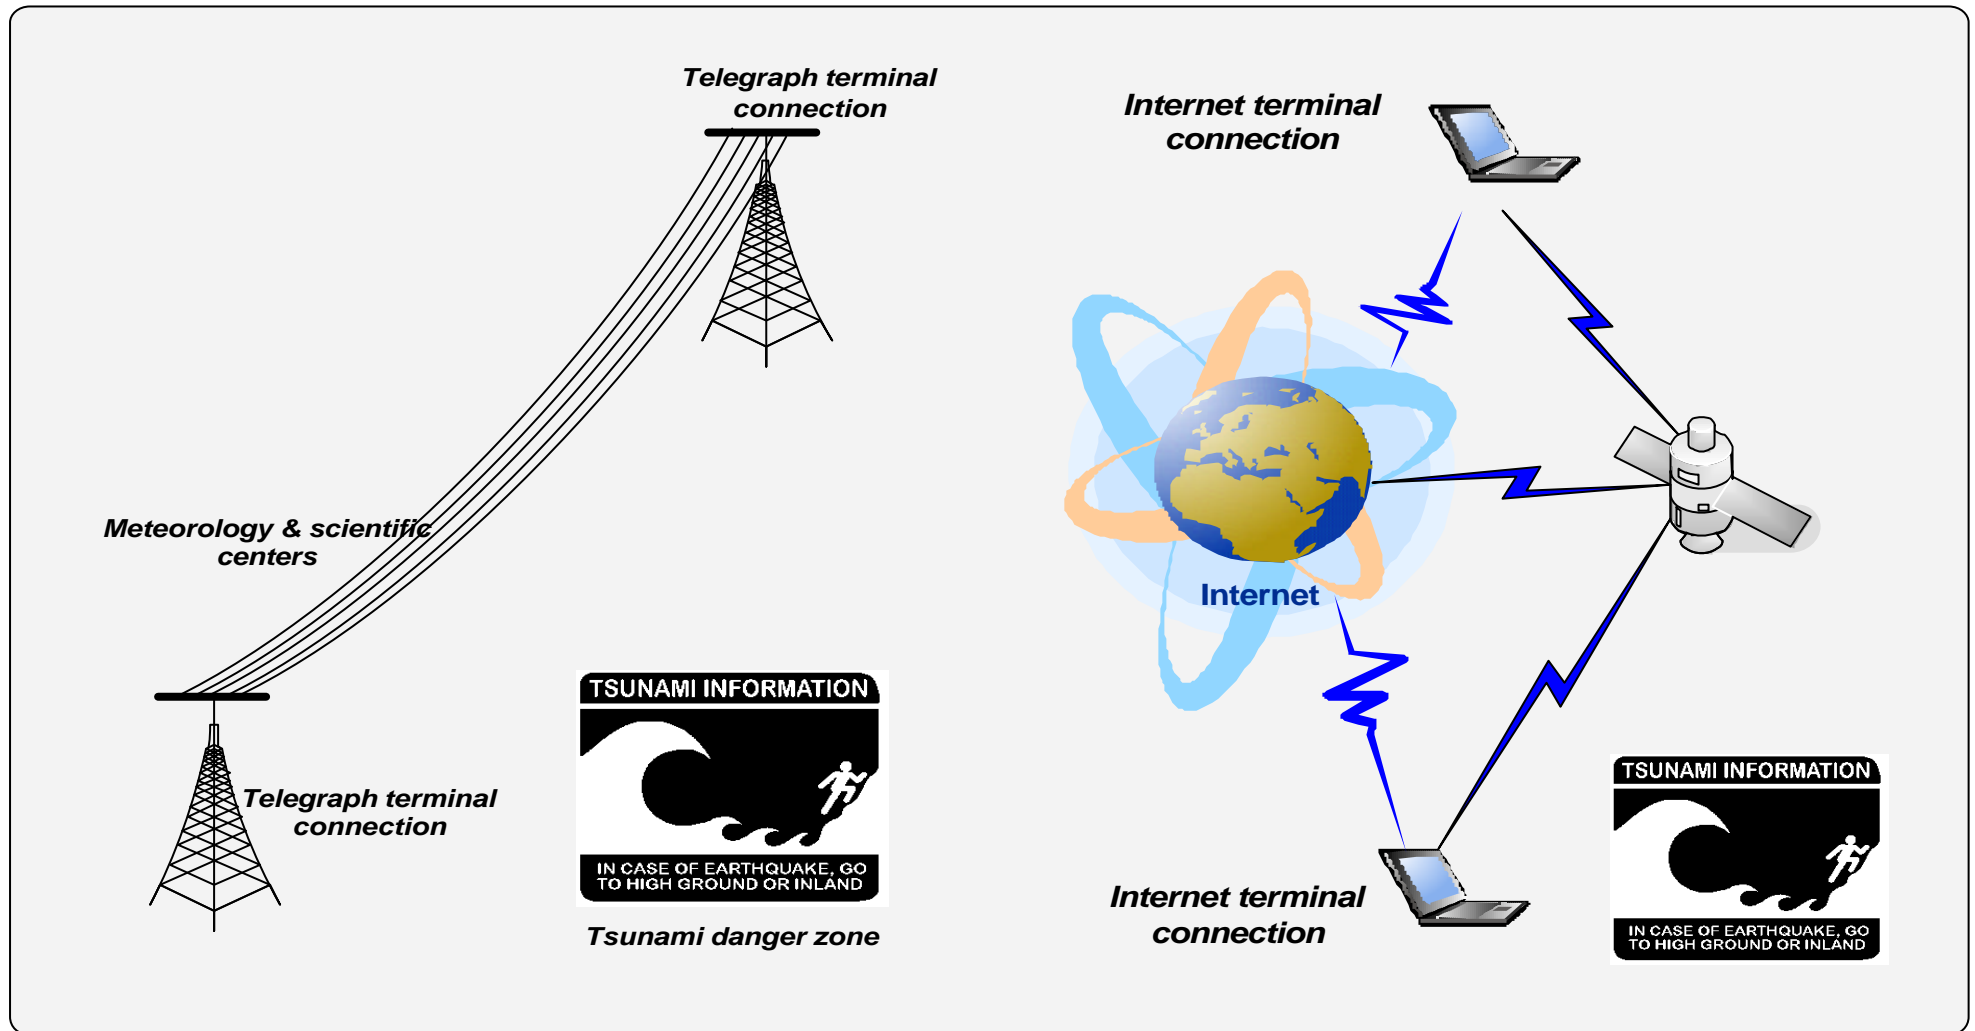 Telegraph terminal
connection
Meteorology & scientific
centers
Telegraph terminal
connection
TSUNAMI INFORMATION
IN CASE OF EARTHQUAKE, GO
TO HIGH GROUND OR INLAND
Tsunami danger zone
Internet terminal
connection
Internet
Internet terminal
connection
TSUNAMI INFORMATION
IN CASE OF EARTHQUAKE, GO
TO HIGH GROUND OR INLAND